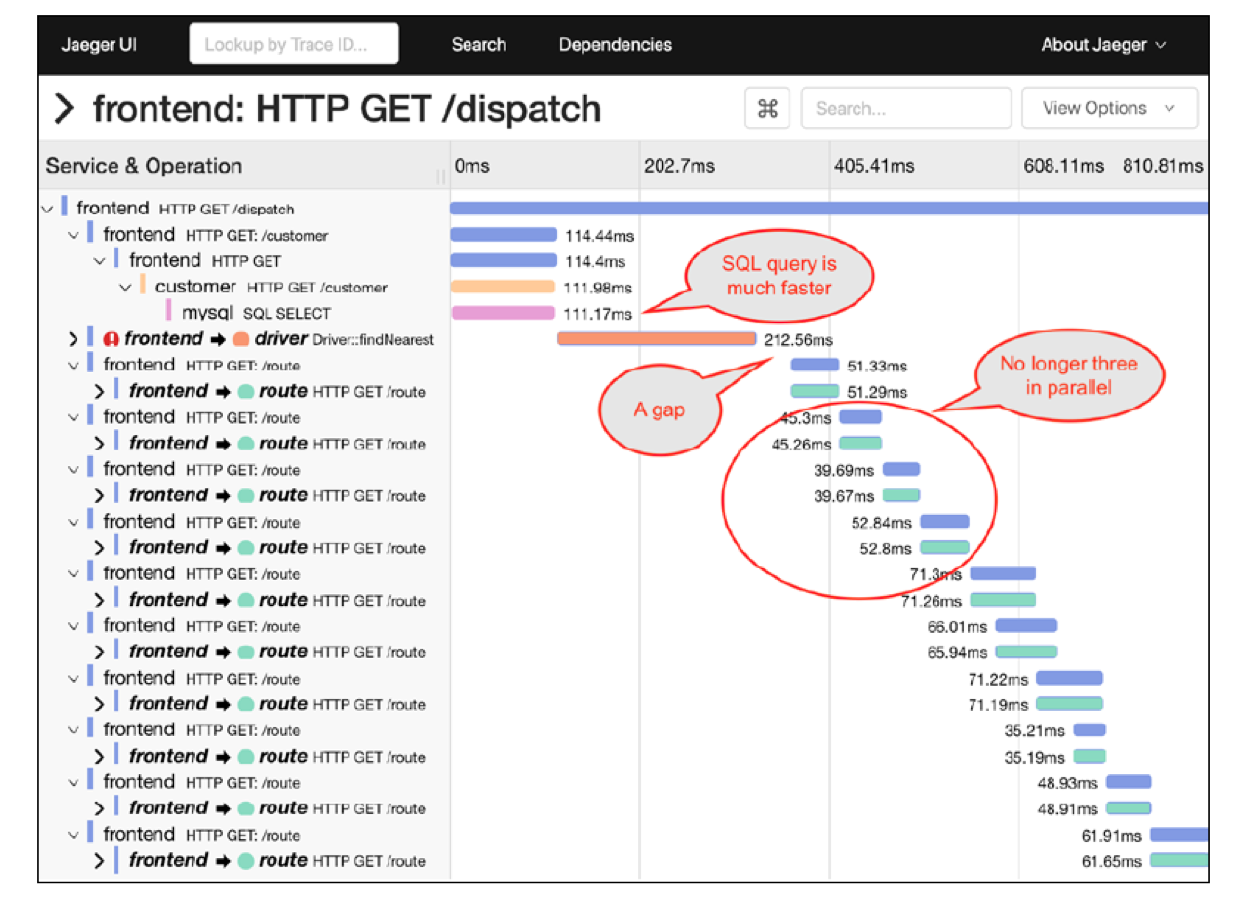 Jaeger UI Lookup by Trace ID... Search Dependencies About Jaeger
frontend: HTTP GET /dispatch ⌘ Search... View Options
Service & Operation 0ms 202.7ms 405.41ms 608.11ms 810.81ms
frontend HTTP GET /dispatch
frontend HTTP GET: /customer 114.44ms
frontend HTTP GET 114.4ms
customer HTTP GET /customer 111.98ms
mysql SQL SELECT 111.17ms
SQL query is
much faster
frontend ➡ driver Driver::findNearest 212.56ms
frontend HTTP GET: /route 51.33ms
frontend ➡ route HTTP GET /route 51.29ms
No longer three
in parallel
A gap
frontend HTTP GET: /route 45.3ms
frontend ➡ route HTTP GET /route 45.26ms
frontend HTTP GET: /route 39.69ms
frontend ➡ route HTTP GET /route 39.67ms
frontend HTTP GET: /route 52.84ms
frontend ➡ route HTTP GET /route 52.8ms
frontend HTTP GET: /route 71.3ms
frontend ➡ route HTTP GET /route 71.26ms
frontend HTTP GET: /route 66.01ms
frontend ➡ route HTTP GET /route 65.94ms
frontend HTTP GET: /route 71.22ms
frontend ➡ route HTTP GET /route 71.19ms
frontend HTTP GET: /route 35.21ms
frontend ➡ route HTTP GET /route 35.19ms
frontend HTTP GET: /route 48.93ms
frontend ➡ route HTTP GET /route 48.91ms
frontend HTTP GET: /route 61.91ms
frontend ➡ route HTTP GET /route 61.65ms